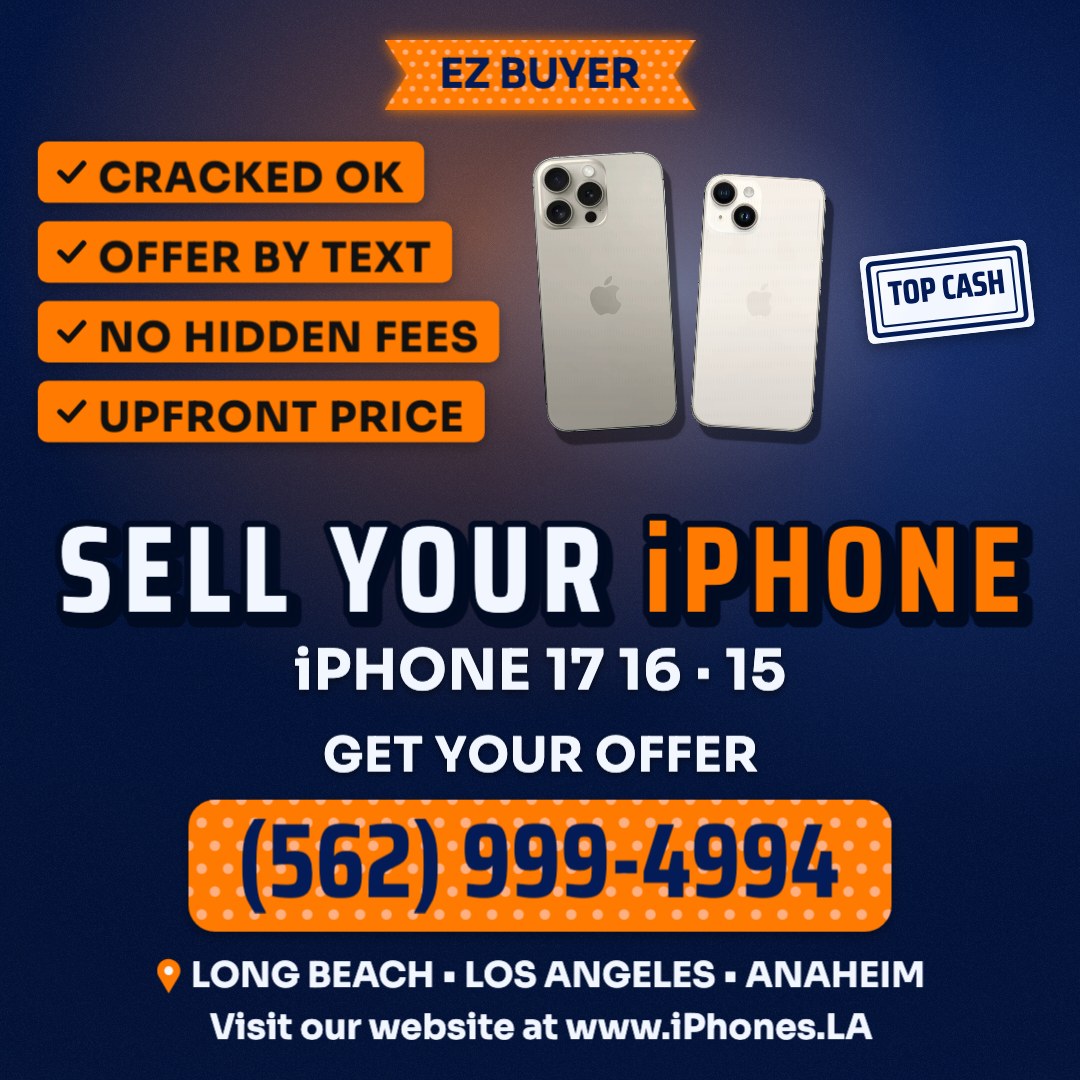 EZ BUYER
✓ CRACKED OK
✓ OFFER BY TEXT
✓ NO HIDDEN FEES
✓ UPFRONT PRICE
TOP CASH
SELL YOUR iPHONE
iPHONE 17 16 · 15
GET YOUR OFFER
(562) 999-4994
LONG BEACH ▪ LOS ANGELES ▪ ANAHEIM
Visit our website at www.iPhones.LA